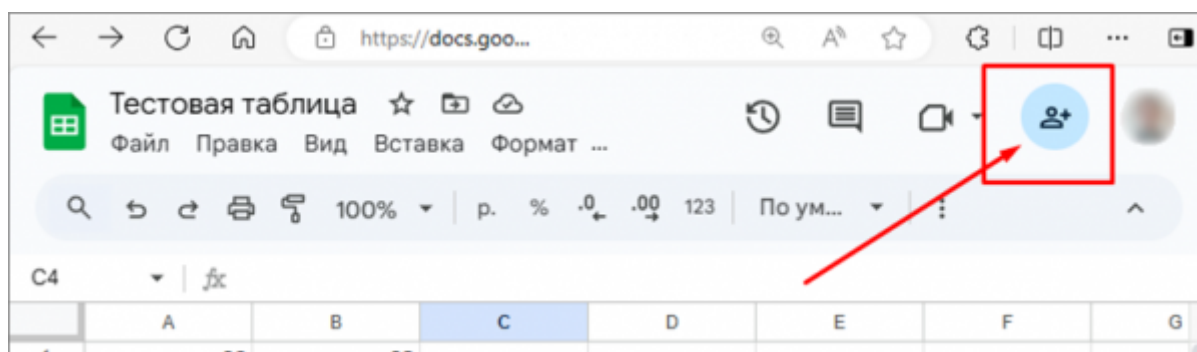 https://docs.goo...
Тестовая таблица
Файл Правка Вид Вставка Формат ...
100% р. % .0 .00 123 По ум...
C4 fx
A B C D E F G